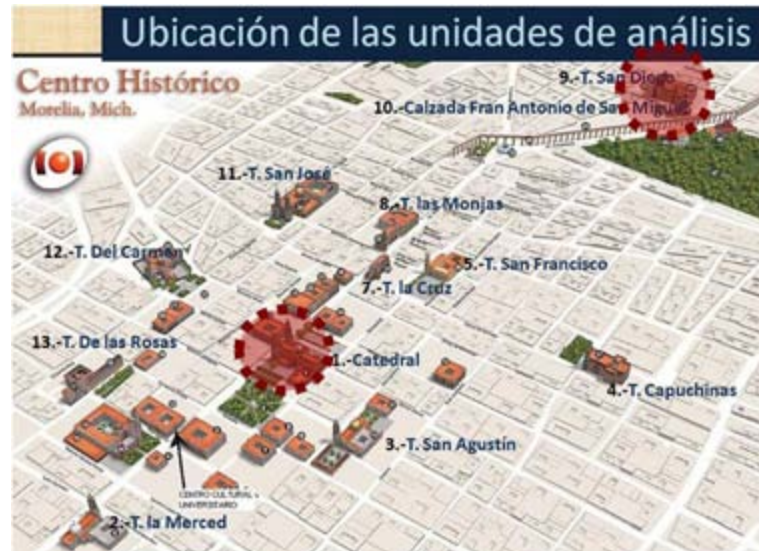 Ubicación de las unidades de análisis
Centro Histórico
Morelia, Mich.
9.-T. San Diego
10.-Calzada Fran Antonio de San Miguel
11.-T. San José
8.-T. las Monjas
12.-T. Del Carmen
5.-T. San Francisco
7.-T. la Cruz
13.-T. De las Rosas
1.-Catedral
4.-T. Capuchinas
3.-T. San Agustín
CENTRO CULTURAL
UNIVERSITARIO
2.-T. la Merced